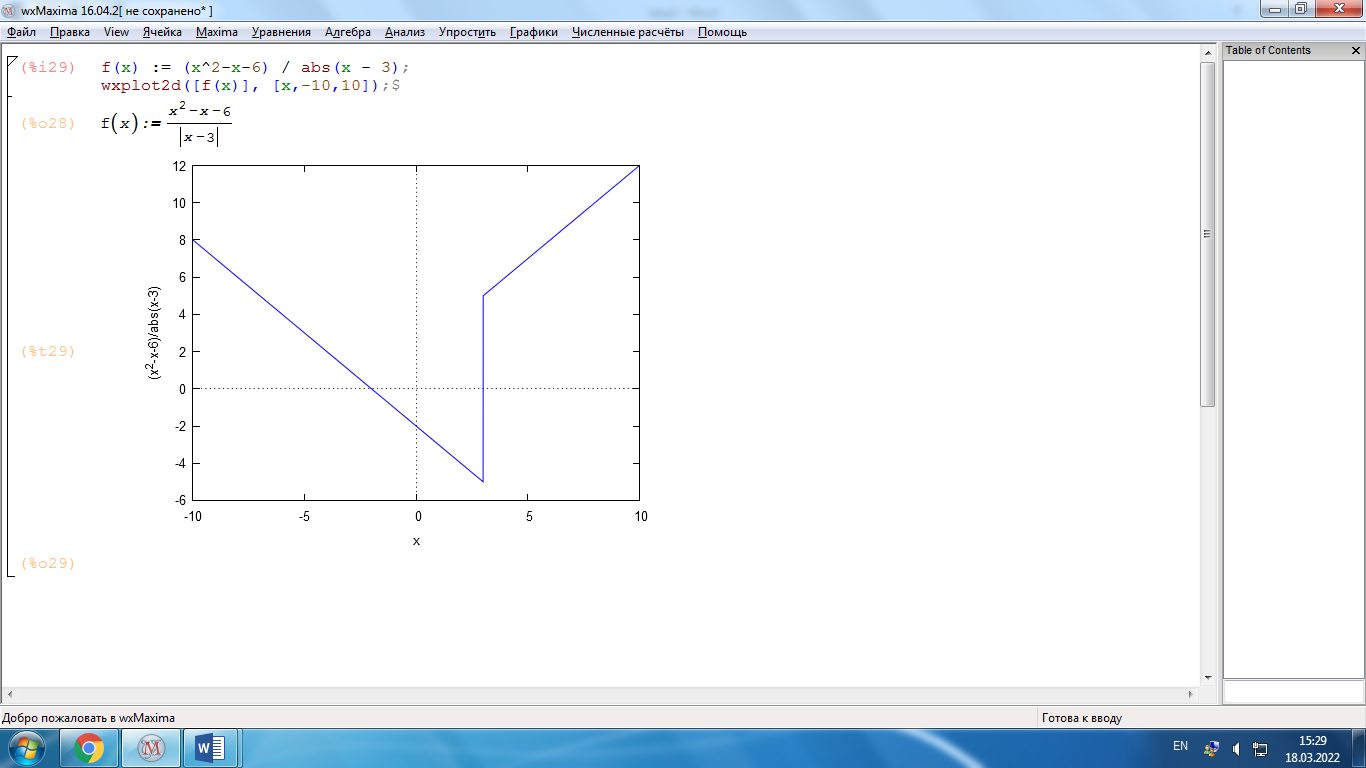 wxMaxima 16.04.2[ не сохранено* ]
Файл Правка View Ячейка Maxima Уравнения Алгебра Анализ Упростить Графики Численные расчёты Помощь
Table of Contents
(%i29) f(x) := (x^2-x-6) / abs(x - 3);
wxplot2d([f(x)], [x,-10,10]);$
(%o28) f(x):=
x²-x-6
|x-3|
(%t29)
12
10
8
6
4
2
0
-2
-4
-6
(x²-x-6)/abs(x-3)
-10 -5 0 5 10
x
(%o29)
Добро пожаловать в wxMaxima
Готова к вводу
EN
15:29
18.03.2022